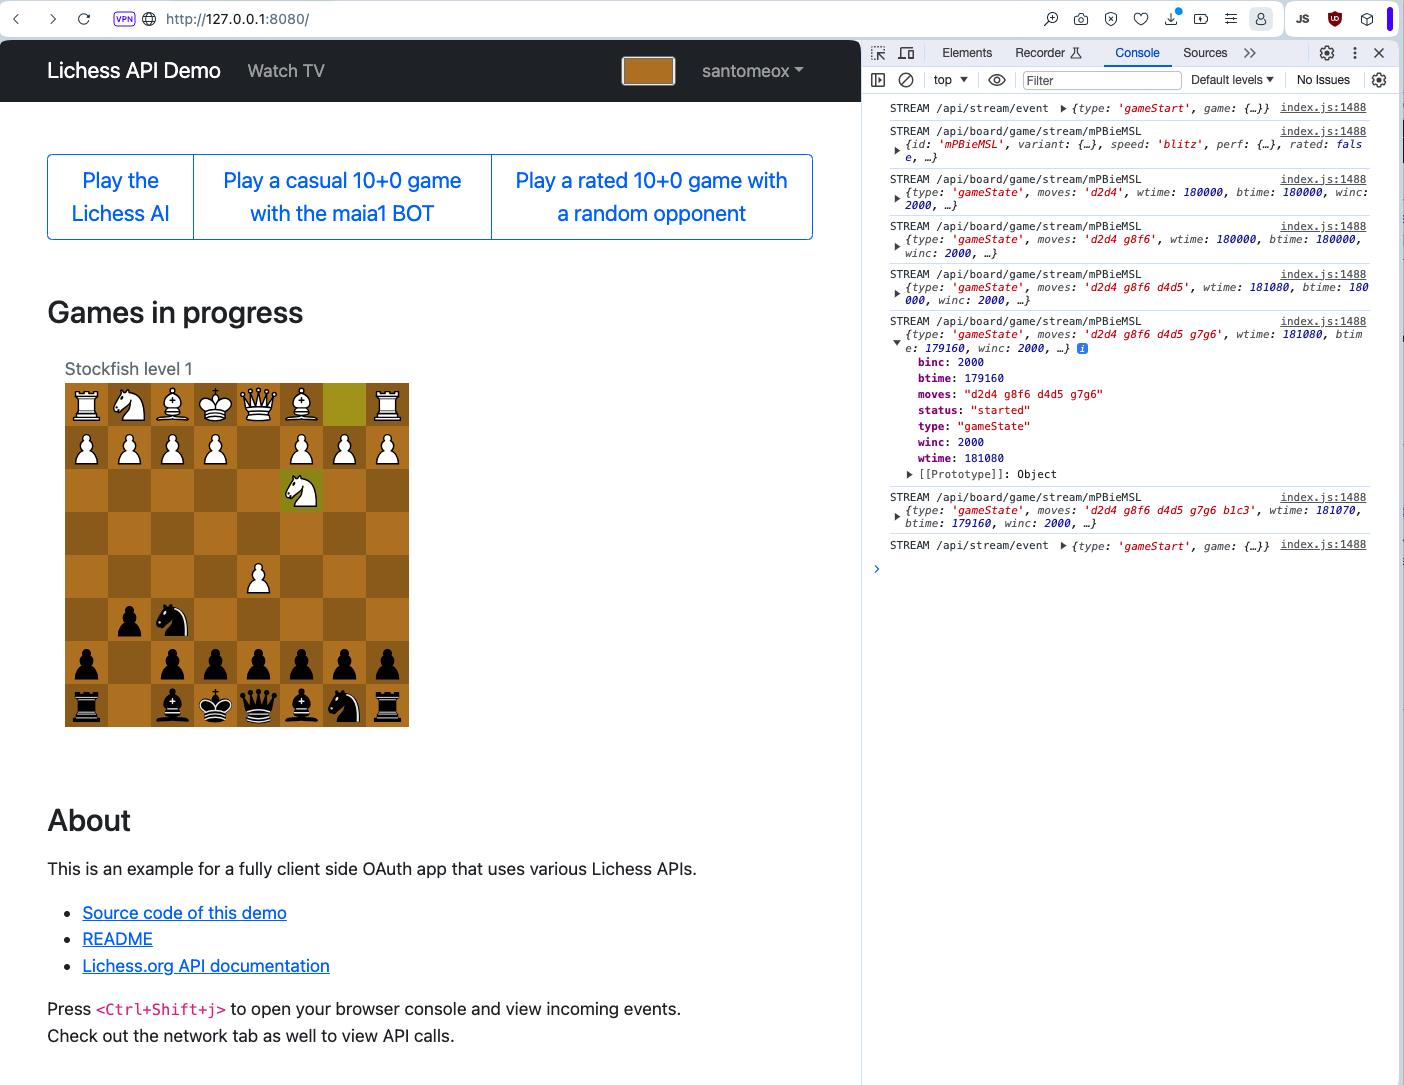 VPN http://127.0.0.1:8080/
JS
Lichess API Demo Watch TV santomeox
Play the
Lichess AI
Play a casual 10+0 game
with the maia1 BOT
Play a rated 10+0 game with
a random opponent
Games in progress
Stockfish level 1
About
This is an example for a fully client side OAuth app that uses various Lichess APIs.
• Source code of this demo
• README
• Lichess.org API documentation
Press <Ctrl+Shift+j> to open your browser console and view incoming events.
Check out the network tab as well to view API calls.
Elements Recorder Console Sources
top Filter Default levels No Issues
STREAM /api/stream/event {type: 'gameStart', game: {…}} index.js:1488
STREAM /api/board/game/stream/mPBieMSL index.js:1488
{id: 'mPBieMSL', variant: {…}, speed: 'blitz', perf: {…}, rated: fals
e, …}
STREAM /api/board/game/stream/mPBieMSL index.js:1488
{type: 'gameState', moves: 'd2d4', wtime: 180000, btime: 180000, winc:
2000, …}
STREAM /api/board/game/stream/mPBieMSL index.js:1488
{type: 'gameState', moves: 'd2d4 g8f6', wtime: 180000, btime: 180000,
winc: 2000, …}
STREAM /api/board/game/stream/mPBieMSL index.js:1488
{type: 'gameState', moves: 'd2d4 g8f6 d4d5', wtime: 181080, btime: 180
000, winc: 2000, …}
STREAM /api/board/game/stream/mPBieMSL index.js:1488
{type: 'gameState', moves: 'd2d4 g8f6 d4d5 g7g6', wtime: 181080, btim
e: 179160, winc: 2000, …} i
binc: 2000
btime: 179160
moves: "d2d4 g8f6 d4d5 g7g6"
status: "started"
type: "gameState"
winc: 2000
wtime: 181080
[[Prototype]]: Object
STREAM /api/board/game/stream/mPBieMSL index.js:1488
{type: 'gameState', moves: 'd2d4 g8f6 d4d5 g7g6 b1c3', wtime: 181070,
btime: 179160, winc: 2000, …}
STREAM /api/stream/event {type: 'gameStart', game: {…}} index.js:1488